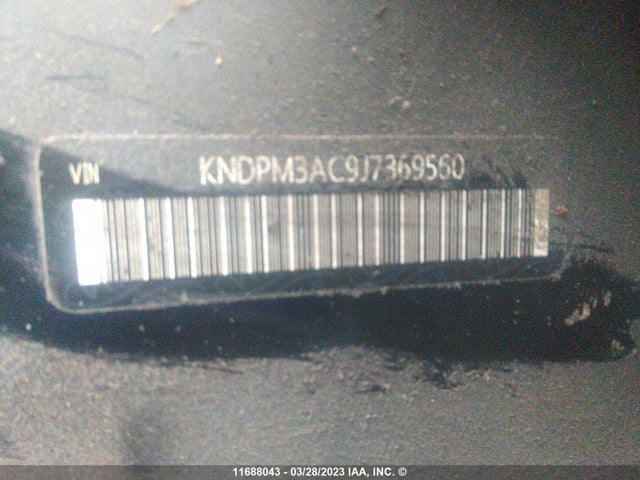 VIN
KNDPM3AC9J7369560
11688043 - 03/28/2023 IAA, INC. ©